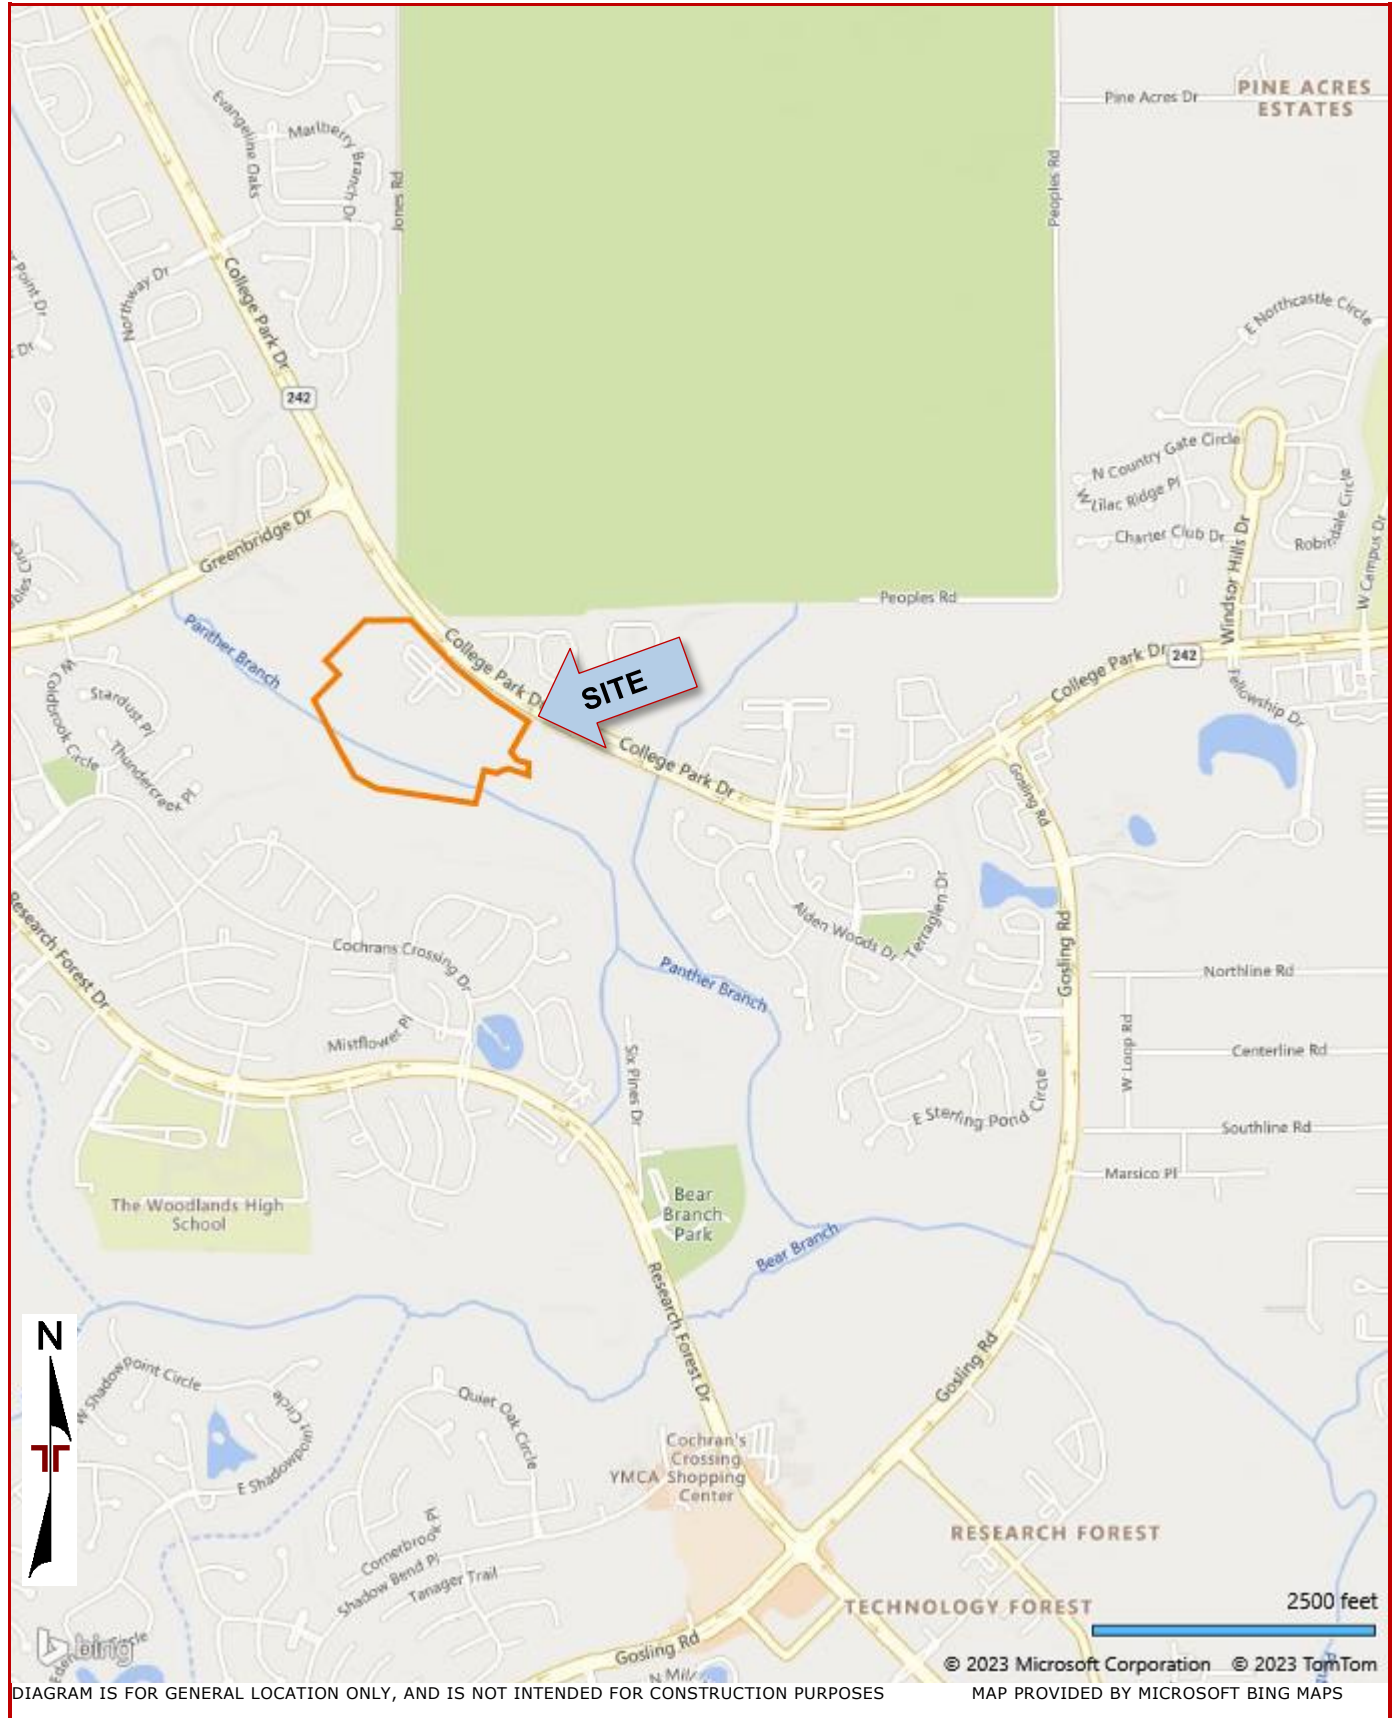 Pine Acres Dr
PINE ACRES
ESTATES
Evangeline Oaks
Marlberry Branch Dr
Jones Rd
Peoples Rd
Point Dr
Dr
Northway Dr
College Park Dr
242
E Northcastle Circle
N Country Gate Circle
W Lilac Ridge Pl
Charter Club Dr
Robindale Circle
Windsor Hills Dr
W Campus Dr
Greenbridge Dr
Peoples Rd
Panther Branch
College Park Dr
SITE
College Park Dr
242
Fellowship Dr
W Coldbrook Circle
Stardust Pl
Thundercreek Pl
College Park Dr
Gosling Rd
Research Forest Dr
Cochrans Crossing Dr
Alden Woods Dr
Terraglen Dr
Gosling Rd
Panther Branch
Northline Rd
Mistflower Pl
Six Pines Dr
W Loop Rd
Centerline Rd
E Sterling Pond Circle
Southline Rd
Marsico Pl
The Woodlands High
School
Bear
Branch
Park
Bear Branch
Research Forest Dr
N
W Shadowpoint Circle
E Shadowpoint Circle
Quiet Oak Circle
Gosling Rd
Cochran's
Crossing
YMCA Shopping
Center
Cornerbrook Pl
Shadow Bend Pl
Tanager Trail
RESEARCH FOREST
TECHNOLOGY FOREST
2500 feet
bing
Gosling Rd
N Mill
© 2023 Microsoft Corporation © 2023 TomTom
DIAGRAM IS FOR GENERAL LOCATION ONLY, AND IS NOT INTENDED FOR CONSTRUCTION PURPOSES MAP PROVIDED BY MICROSOFT BING MAPS